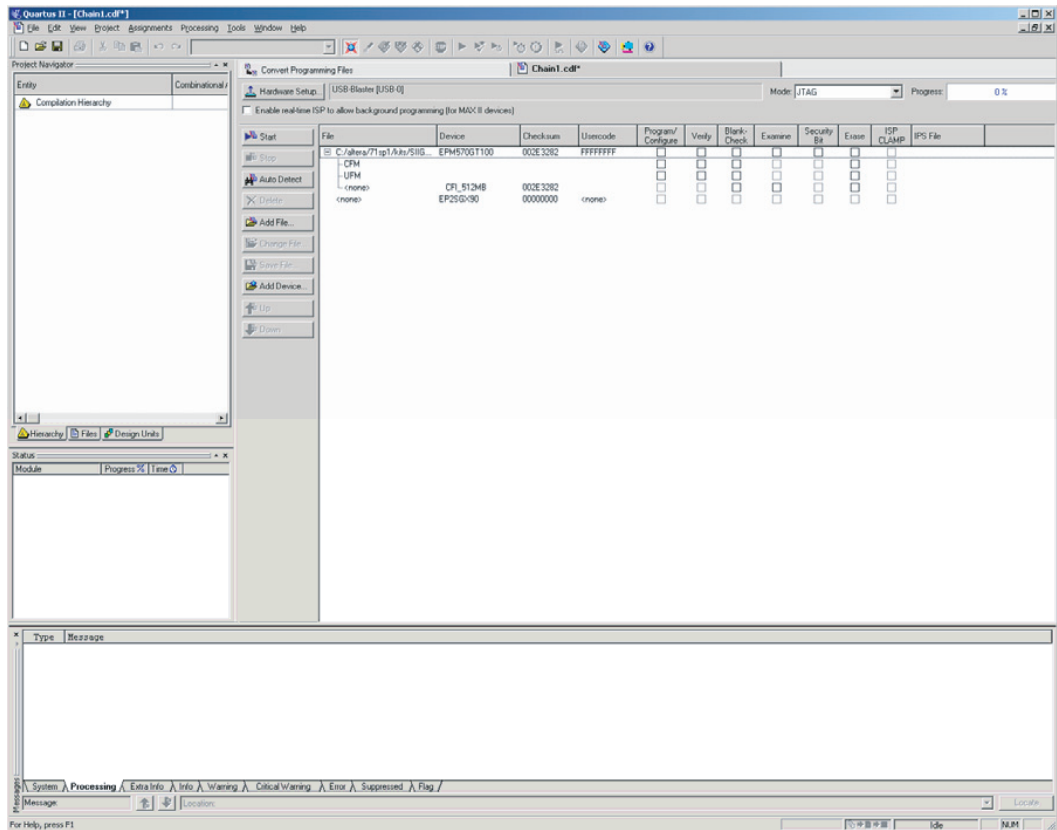 Quartus II - [Chain1.cdf*]
File Edit View Project Assignments Processing Tools Window Help
Project Navigator
Entity Combinational
Compilation Hierarchy
Hierarchy Files Design Units
Status
Module Progress % Time
Convert Programming Files Chain1.cdf*
Hardware Setup... USB-Blaster [USB-0] Mode: JTAG Progress: 0 %
Enable real-time ISP to allow background programming (for MAX II devices)
Start
Stop
Auto Detect
Delete
Add File...
Change File...
Save File...
Add Device...
Up
Down
File Device Checksum Usercode Program/ Configure Verify Blank- Check Examine Security Bit Erase ISP CLAMP IPS File
C:/altera/71sp1/kits/SIIG... EPM570GT100 002E3282 FFFFFFFF
CFM
UFM
<none> CFI_512MB 002E3282
<none> EP2SGX90 00000000 <none>
Type Message
System Processing Extra Info Info Warning Critical Warning Error Suppressed Flag
Messages
Message: Location: Locate
For Help, press F1 Idle NUM